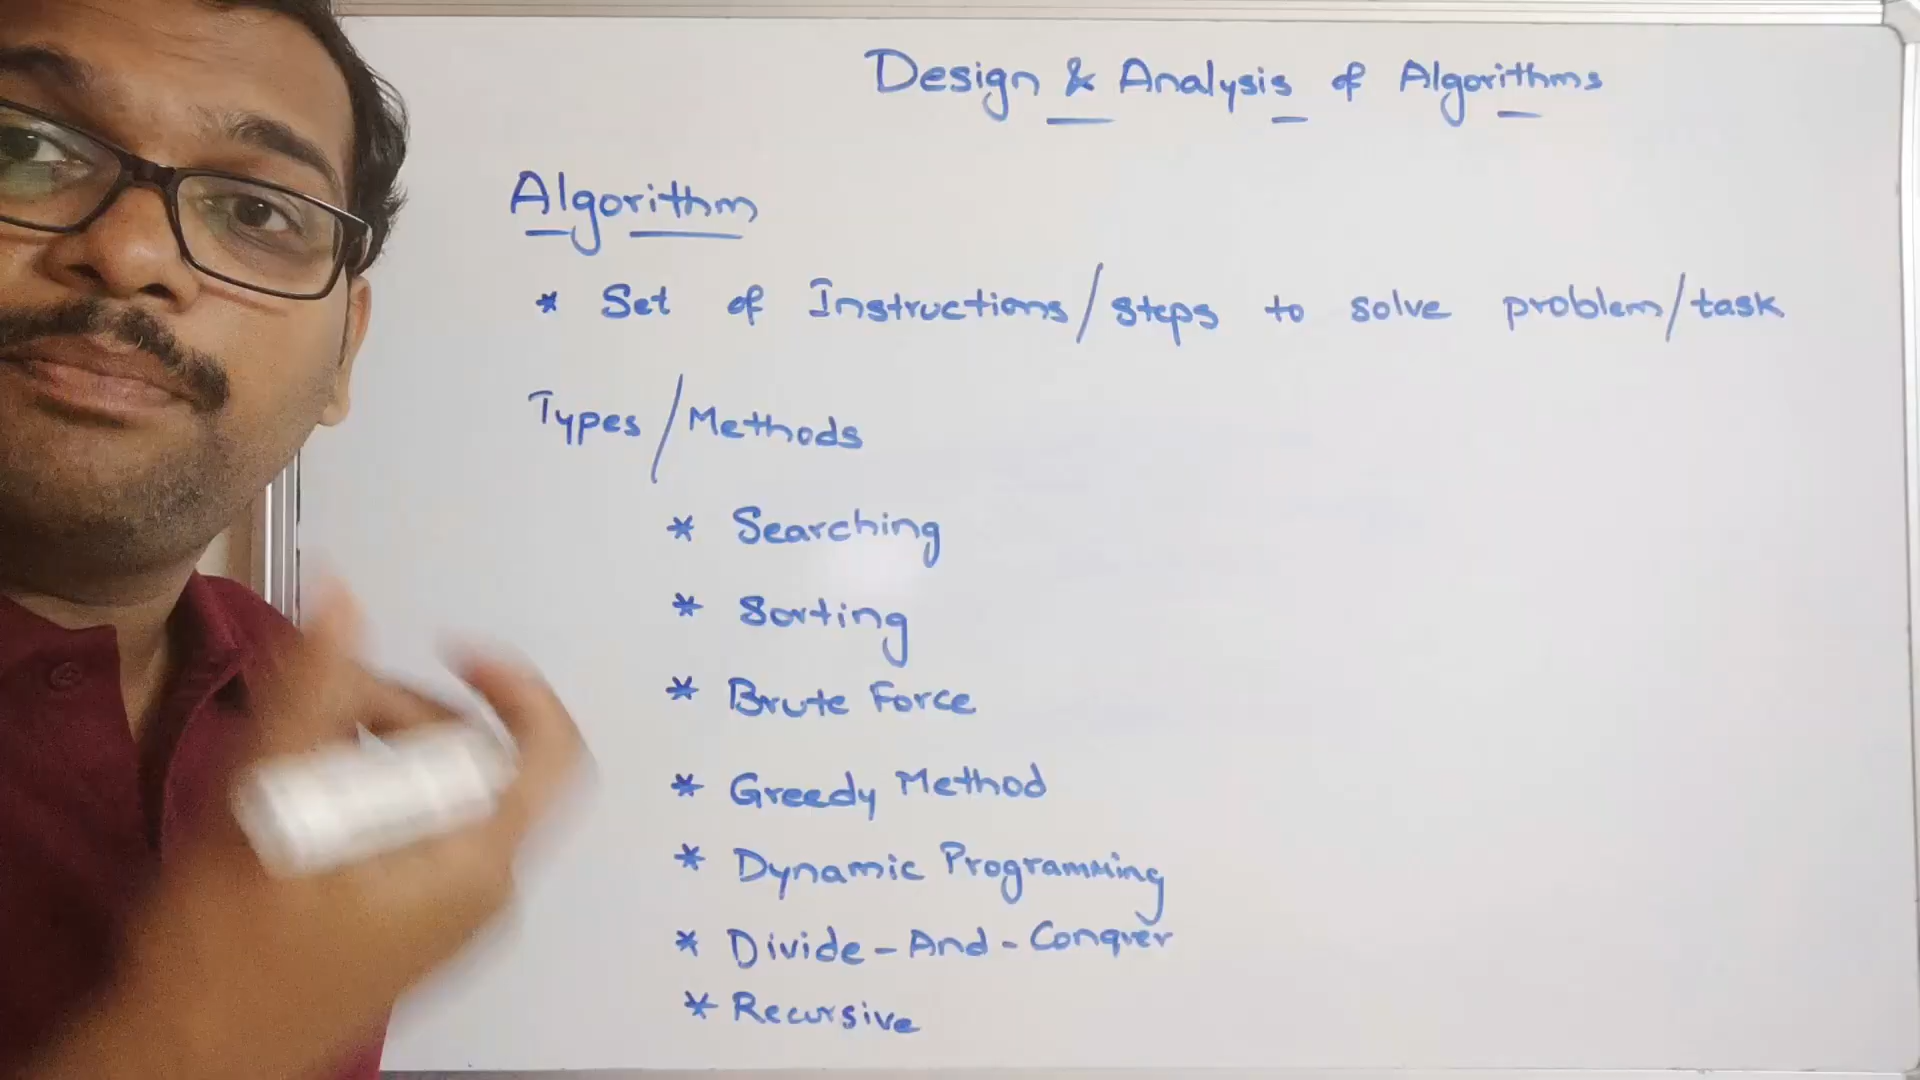 Design & Analysis of Algorithms
Algorithm
* Set of Instructions/steps to solve problem/task
Types/Methods
* Searching
* Sorting
* Brute Force
* Greedy Method
* Dynamic Programming
* Divide-And-Conquer
* Recursive